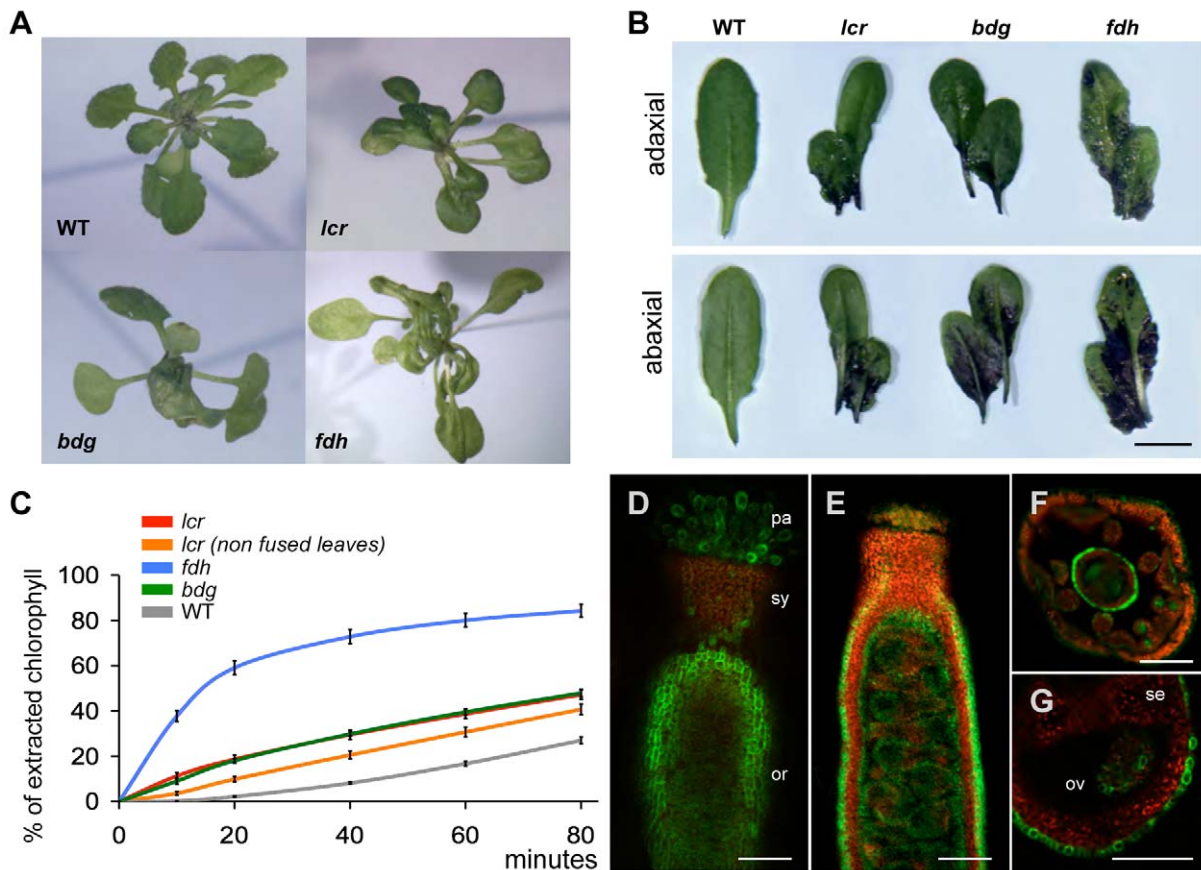 A
WT
lcr
bdg
fdh
B
WT lcr bdg fdh
adaxial
abaxial
C
lcr
lcr (non fused leaves)
fdh
bdg
WT
% of extracted chlorophyll
100
80
60
40
20
0
0 20 40 60 80
minutes
D
pa
sy
or
E
F
G
se
ov